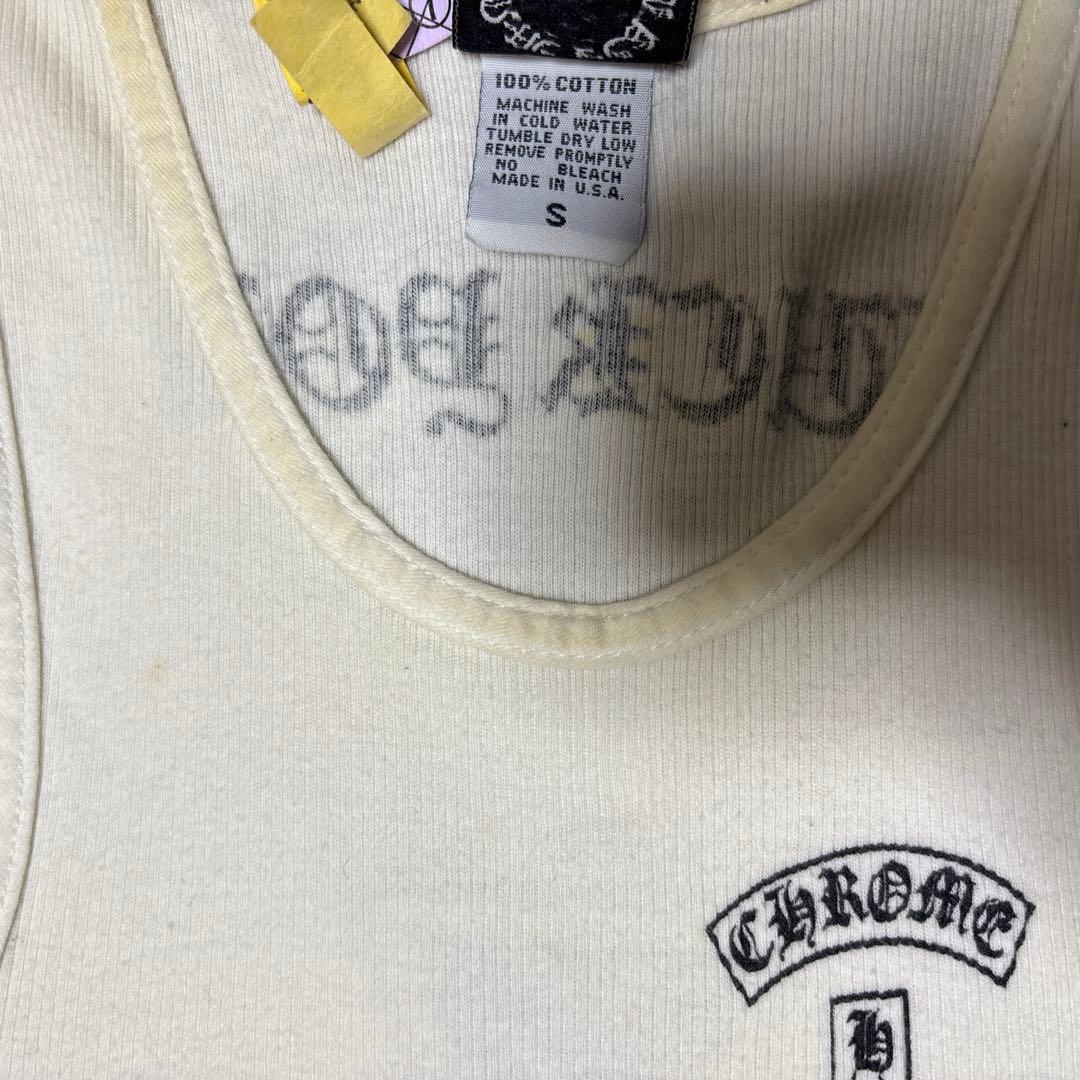 100% COTTON
MACHINE WASH
IN COLD WATER
TUMBLE DRY LOW
REMOVE PROMPTLY
NO BLEACH
MADE IN U.S.A.
S
CHROME
H